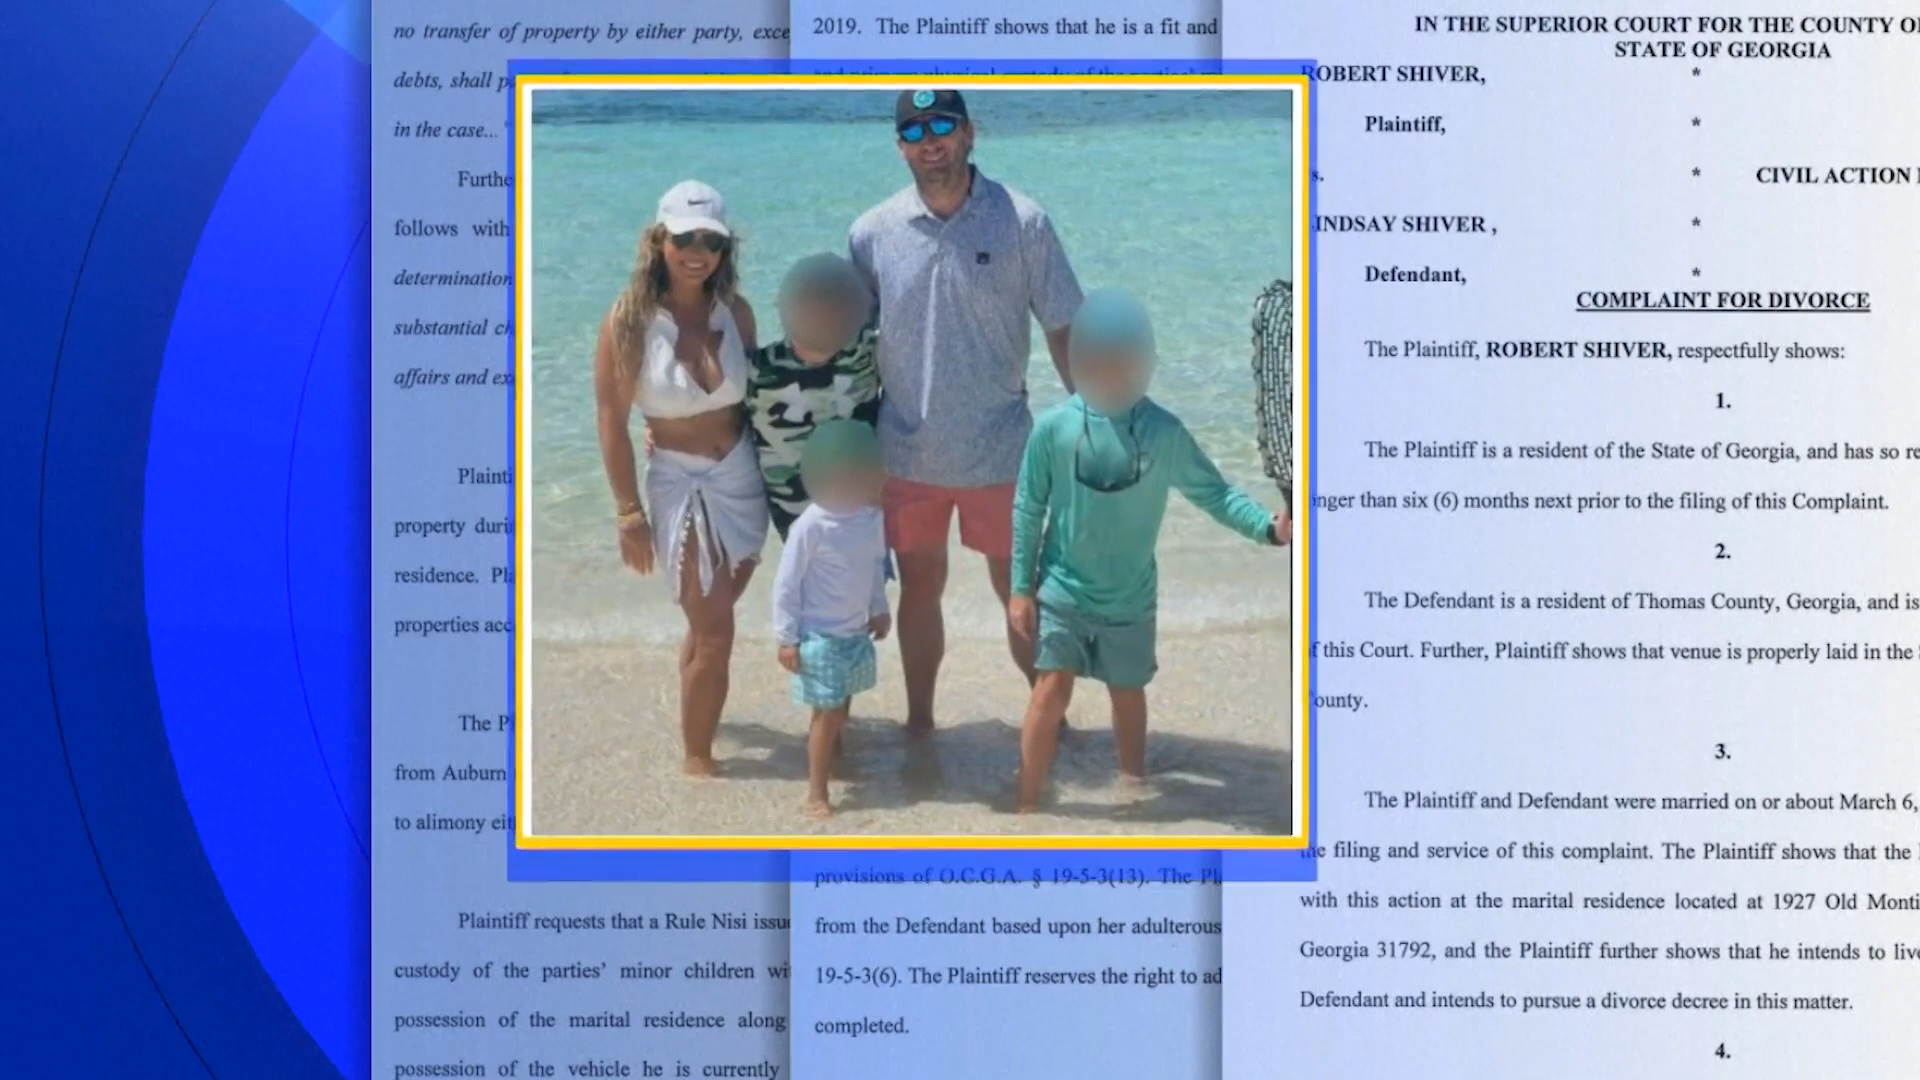 no transfer of property by either party, exce
debts, shall p
in the case...
Furthe
follows with
determination
substantial ch
affairs and ex
Plainti
property duri
residence. Pl
properties acc
The P
from Auburn
to alimony eit
Plaintiff requests that a Rule Nisi issu
custody of the parties’ minor children wi
possession of the marital residence along
possession of the vehicle he is currently
2019. The Plaintiff shows that he is a fit and
provisions of O.C.G.A. § 19-5-3(13). The Pl
from the Defendant based upon her adulterous
19-5-3(6). The Plaintiff reserves the right to ad
completed.
IN THE SUPERIOR COURT FOR THE COUNTY O
STATE OF GEORGIA
ROBERT SHIVER, *
Plaintiff, *
s. * CIVIL ACTION
INDSAY SHIVER , *
Defendant, *
COMPLAINT FOR DIVORCE
The Plaintiff, ROBERT SHIVER, respectfully shows:
1.
The Plaintiff is a resident of the State of Georgia, and has so re
nger than six (6) months next prior to the filing of this Complaint.
2.
The Defendant is a resident of Thomas County, Georgia, and is
f this Court. Further, Plaintiff shows that venue is properly laid in the
ounty.
3.
The Plaintiff and Defendant were married on or about March 6,
the filing and service of this complaint. The Plaintiff shows that the
with this action at the marital residence located at 1927 Old Monti
Georgia 31792, and the Plaintiff further shows that he intends to live
Defendant and intends to pursue a divorce decree in this matter.
4.